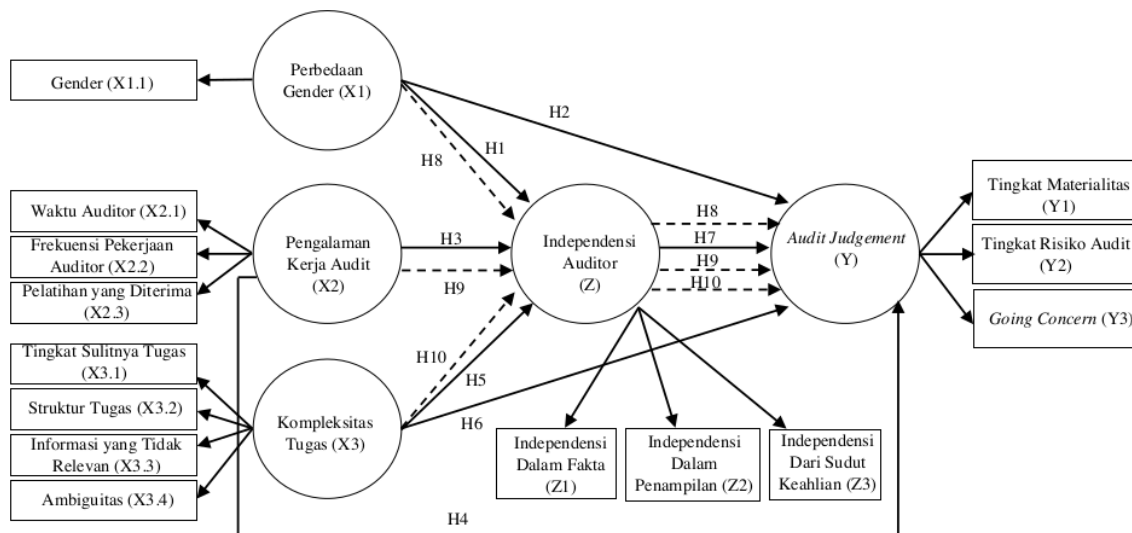 Gender (X1.1)
Perbedaan
Gender (X1)
H2
H1
H8
Waktu Auditor (X2.1)
Frekuensi Pekerjaan
Auditor (X2.2)
Pelatihan yang Diterima
(X2.3)
Pengalaman
Kerja Audit
(X2)
H3
H9
Independensi
Auditor
(Z)
H8
H7
H9
H10
Audit Judgement
(Y)
Tingkat Materialitas
(Y1)
Tingkat Risiko Audit
(Y2)
Going Concern (Y3)
Tingkat Sulitnya Tugas
(X3.1)
Struktur Tugas (X3.2)
Informasi yang Tidak
Relevan (X3.3)
Ambiguitas (X3.4)
Kompleksitas
Tugas (X3)
H10
H5
H6
Independensi
Dalam Fakta
(Z1)
Independensi
Dalam
Penampilan (Z2)
Independensi
Dari Sudut
Keahlian (Z3)
H4